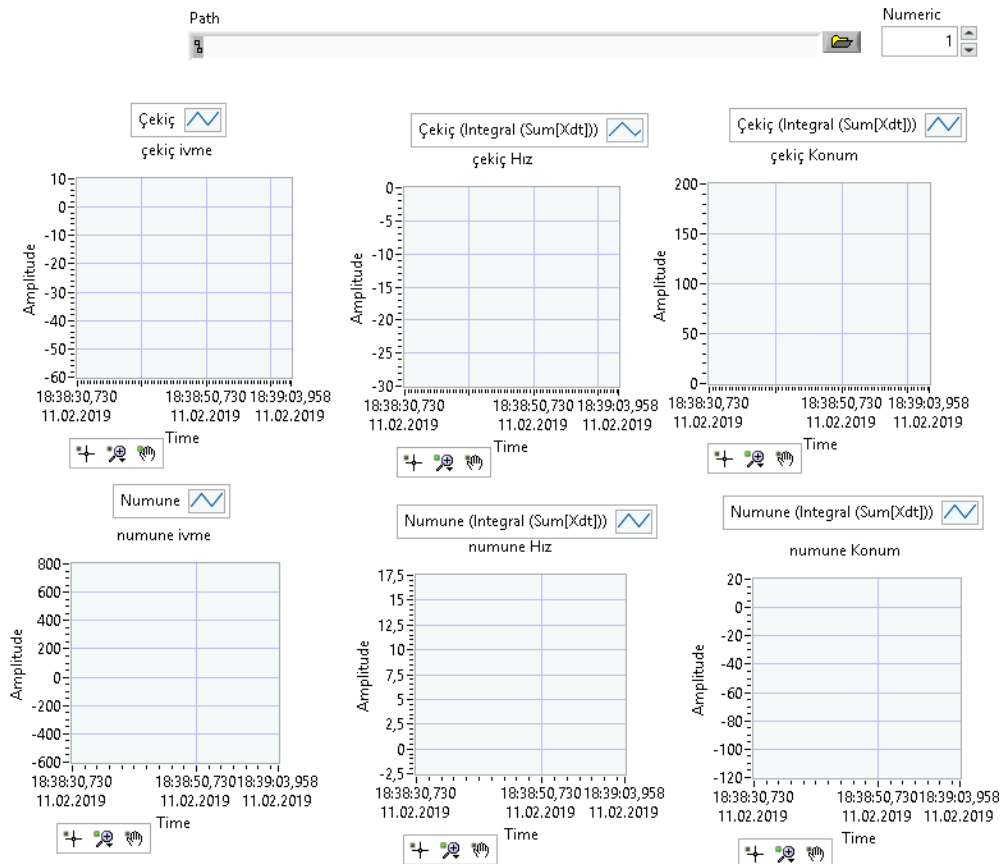 Path
Numeric
1
Çekiç
çekiç ivme
10
0
-10
-20
-30
-40
-50
-60
Amplitude
18:38:30,730 18:38:50,730 18:39:03,958
11.02.2019 11.02.2019 11.02.2019
Time
Çekiç (Integral (Sum[Xdt]))
çekiç Hız
0
-5
-10
-15
-20
-25
-30
Amplitude
18:38:30,730 18:38:50,730 18:39:03,958
11.02.2019 11.02.2019 11.02.2019
Time
Çekiç (Integral (Sum[Xdt]))
çekiç Konum
200
150
100
50
0
Amplitude
18:38:30,730 18:38:50,730 18:39:03,958
11.02.2019 11.02.2019 11.02.2019
Time
Numune
numune ivme
800
600
400
200
0
-200
-400
-600
Amplitude
18:38:30,730 18:38:50,730 18:39:03,958
11.02.2019 11.02.2019 11.02.2019
Time
Numune (Integral (Sum[Xdt]))
numune Hız
17,5
15
12,5
10
7,5
5
2,5
0
-2,5
Amplitude
18:38:30,730 18:38:50,730 18:39:03,958
11.02.2019 11.02.2019 11.02.2019
Time
Numune (Integral (Sum[Xdt]))
numune Konum
20
0
-20
-40
-60
-80
-100
-120
Amplitude
18:38:30,730 18:38:50,730 18:39:03,958
11.02.2019 11.02.2019 11.02.2019
Time